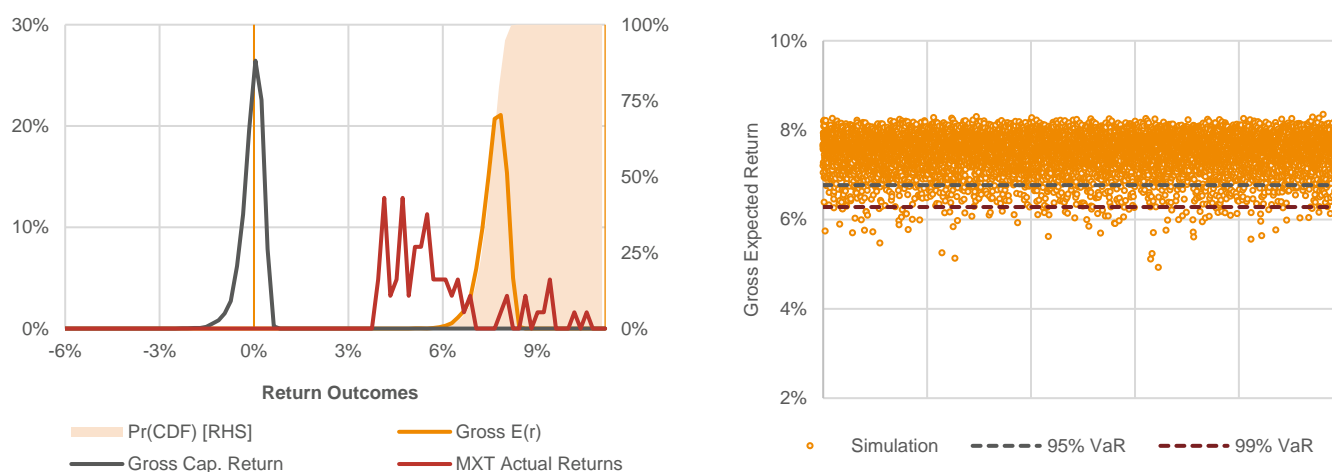 30%
100%
20%
75%
50%
10%
25%
0%
0%
-6%
-3%
0%
3%
6%
9%
Return Outcomes
Pr(CDF) [RHS]
Gross E(r)
Gross Cap. Return
MXT Actual Returns
10%
8%
6%
4%
2%
Gross Expected Return
Simulation
95% VaR
99% VaR